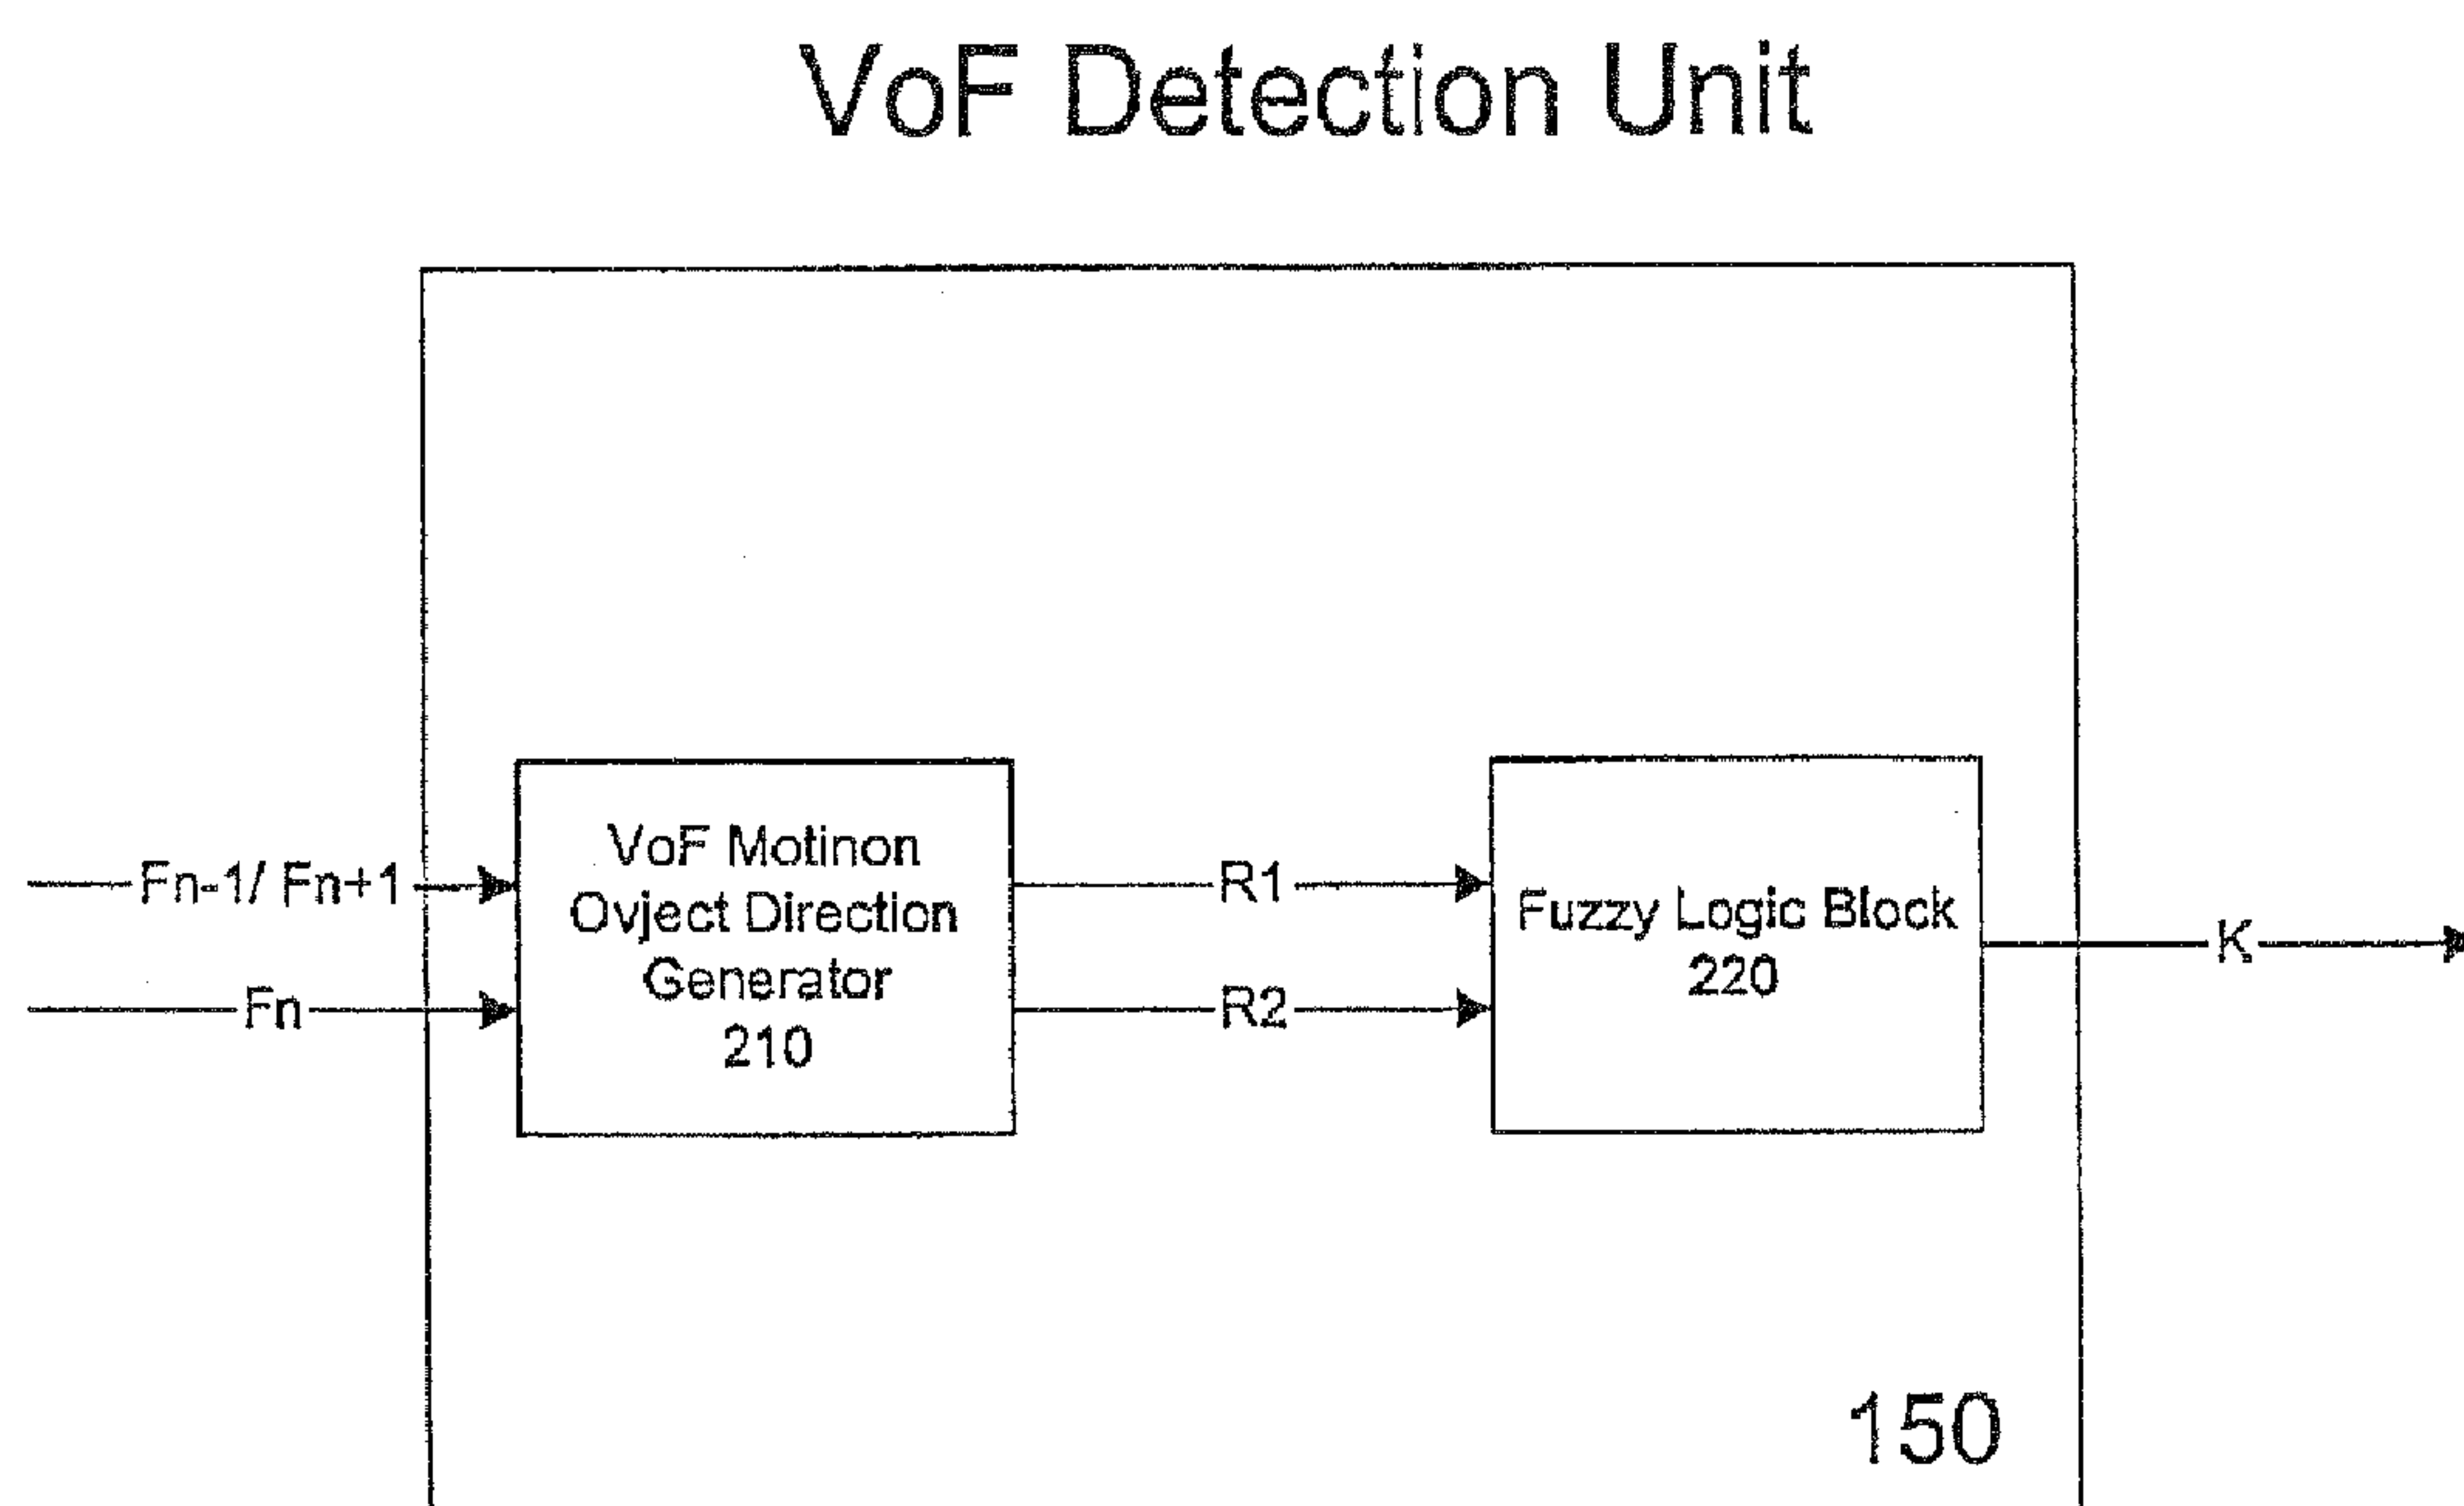 VoF Detection Unit
Fn-1/ Fn+1
Fn
VoF Motinon
Ovject Direction
Generator
210
R1
R2
Fuzzy Logic Block
220
K
150